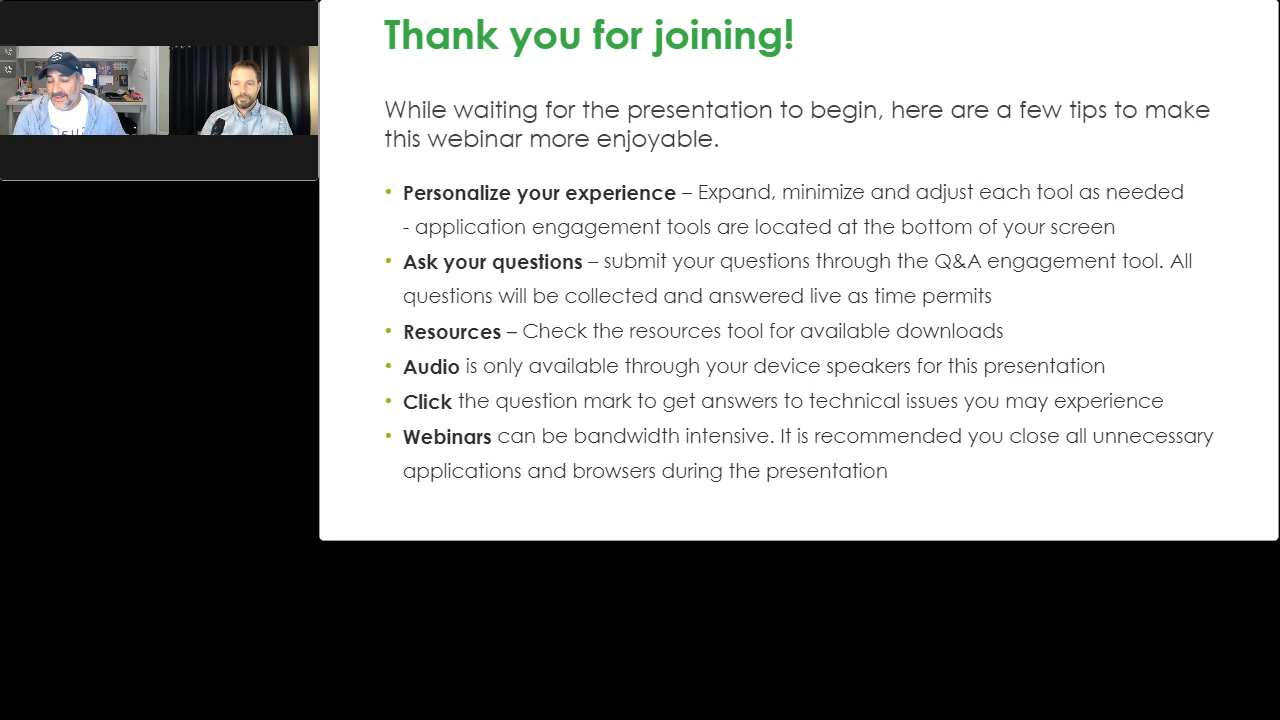 Thank you for joining!
While waiting for the presentation to begin, here are a few tips to make
this webinar more enjoyable.
• Personalize your experience – Expand, minimize and adjust each tool as needed
- application engagement tools are located at the bottom of your screen
• Ask your questions – submit your questions through the Q&A engagement tool. All
questions will be collected and answered live as time permits
• Resources – Check the resources tool for available downloads
• Audio is only available through your device speakers for this presentation
• Click the question mark to get answers to technical issues you may experience
• Webinars can be bandwidth intensive. It is recommended you close all unnecessary
applications and browsers during the presentation